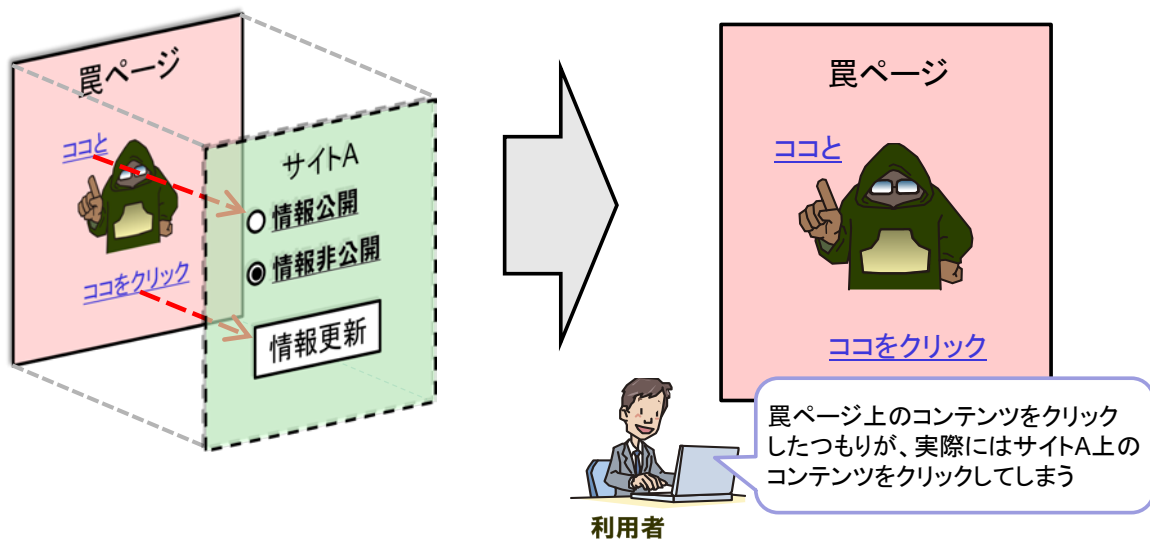 罠ページ
ココと
ココをクリック
サイトA
情報公開
情報非公開
情報更新
罠ページ
ココと
ココをクリック
罠ページ上のコンテンツをクリック
したつもりが、実際にはサイトA上の
コンテンツをクリックしてしまう
利用者